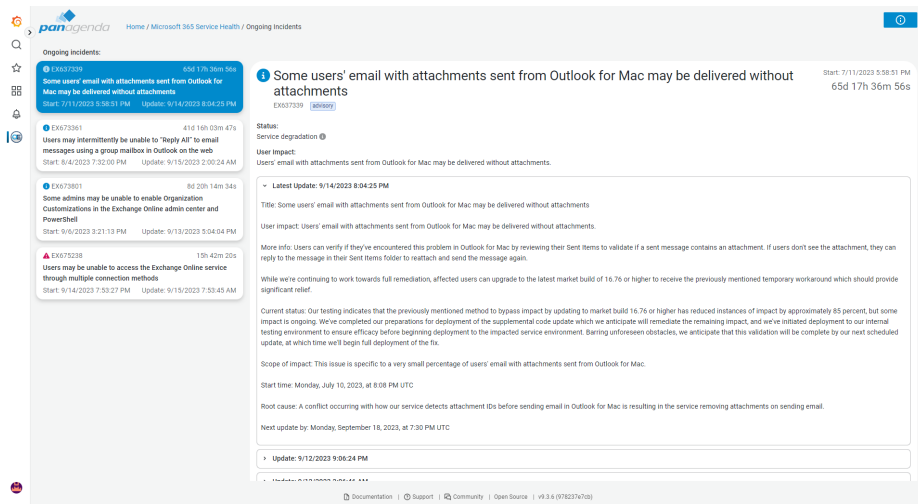 panagenda
Home / Microsoft 365 Service Health / Ongoing Incidents
Ongoing incidents:
EX637339 65d 17h 36m 56s
Some users' email with attachments sent from Outlook for
Mac may be delivered without attachments
Start: 7/11/2023 5:58:51 PM Update: 9/14/2023 8:04:25 PM
EX673361 41d 16h 03m 47s
Users may intermittently be unable to "Reply All" to email
messages using a group mailbox in Outlook on the web
Start: 8/4/2023 7:32:00 PM Update: 9/15/2023 2:00:24 AM
EX673801 8d 20h 14m 34s
Some admins may be unable to enable Organization
Customizations in the Exchange Online admin center and
PowerShell
Start: 9/6/2023 3:21:13 PM Update: 9/13/2023 5:04:04 PM
EX675238 15h 42m 20s
Users may be unable to access the Exchange Online service
through multiple connection methods
Start: 9/14/2023 7:53:27 PM Update: 9/15/2023 7:53:45 AM
Some users' email with attachments sent from Outlook for Mac may be delivered without
attachments
EX637339 advisory
Start: 7/11/2023 5:58:51 PM
65d 17h 36m 56s
Status:
Service degradation
User Impact:
Users' email with attachments sent from Outlook for Mac may be delivered without attachments.
Latest Update: 9/14/2023 8:04:25 PM
Title: Some users' email with attachments sent from Outlook for Mac may be delivered without attachments
User impact: Users' email with attachments sent from Outlook for Mac may be delivered without attachments.
More info: Users can verify if they've encountered this problem in Outlook for Mac by reviewing their Sent Items to validate if a sent message contains an attachment. If users don't see the attachment, they can
reply to the message in their Sent Items folder to reattach and send the message again.
While we're continuing to work towards full remediation, affected users can upgrade to the latest market build of 16.76 or higher to receive the previously mentioned temporary workaround which should provide
significant relief.
Current status: Our testing indicates that the previously mentioned method to bypass impact by updating to market build 16.76 or higher has reduced instances of impact by approximately 85 percent, but some
impact is ongoing. We've completed our preparations for deployment of the supplemental code update which we anticipate will remediate the remaining impact, and we've initiated deployment to our internal
testing environment to ensure efficacy before beginning deployment to the impacted service environment. Barring unforeseen obstacles, we anticipate that this validation will be complete by our next scheduled
update, at which time we'll begin full deployment of the fix.
Scope of impact: This issue is specific to a very small percentage of users' email with attachments sent from Outlook for Mac.
Start time: Monday, July 10, 2023, at 8:08 PM UTC
Root cause: A conflict occurring with how our service detects attachment IDs before sending email in Outlook for Mac is resulting in the service removing attachments on sending email.
Next update by: Monday, September 18, 2023, at 7:30 PM UTC
Update: 9/12/2023 9:06:24 PM
Documentation | Support | Community | Open Source | v9.3.6 (978237e7cb)